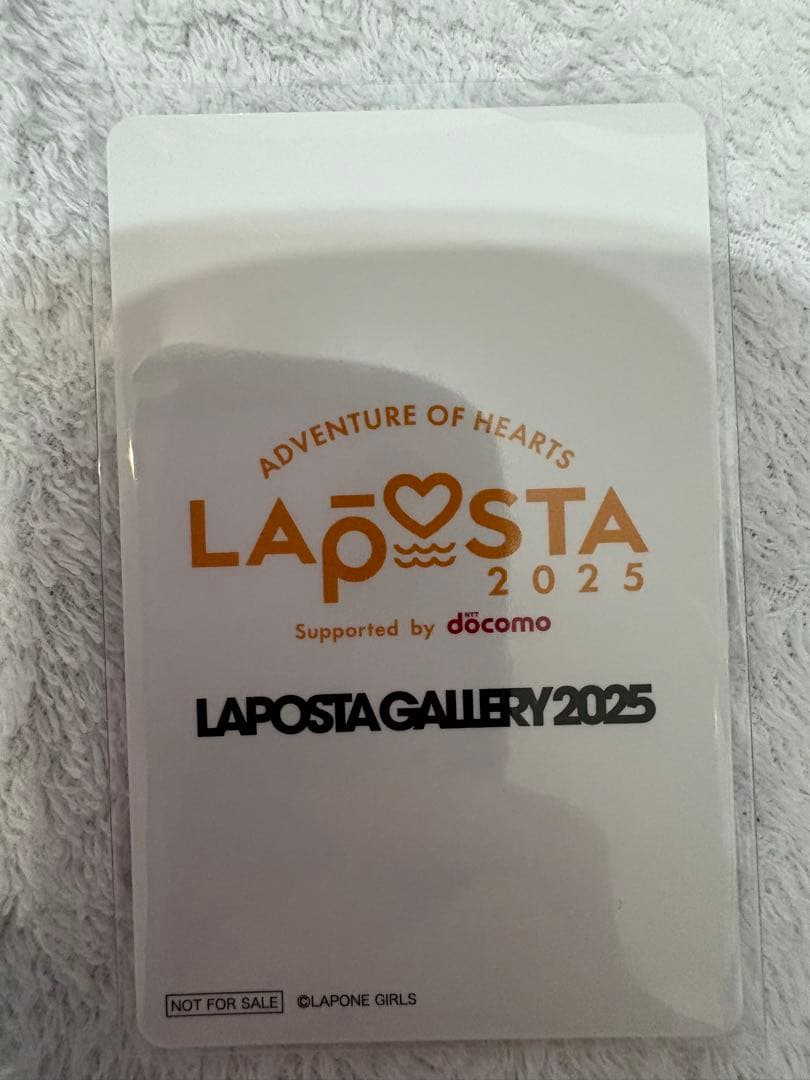 ADVENTURE OF HEARTS
LAPOSTA
2025
Supported by NTT docomo
LAPOSTA GALLERY 2025
NOT FOR SALE ©LAPONE GIRLS